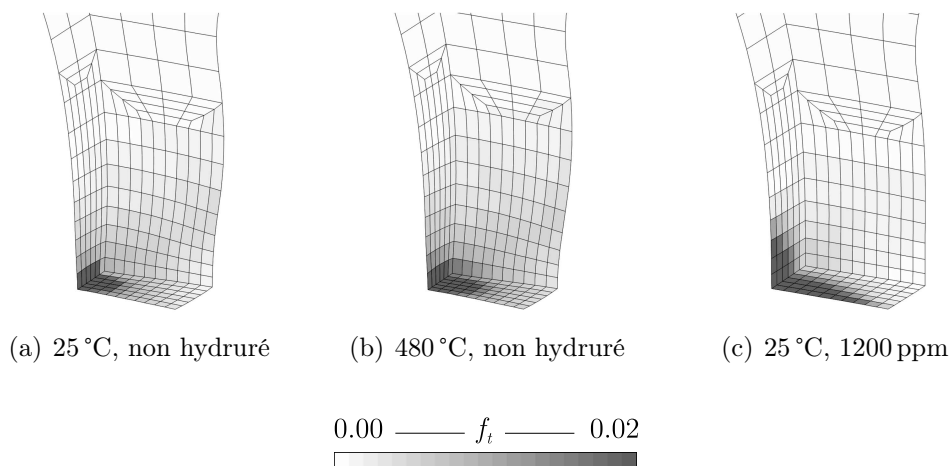 (a) 25 °C, non hydruré (b) 480 °C, non hydruré (c) 25 °C, 1200 ppm
0.00 f_t 0.02